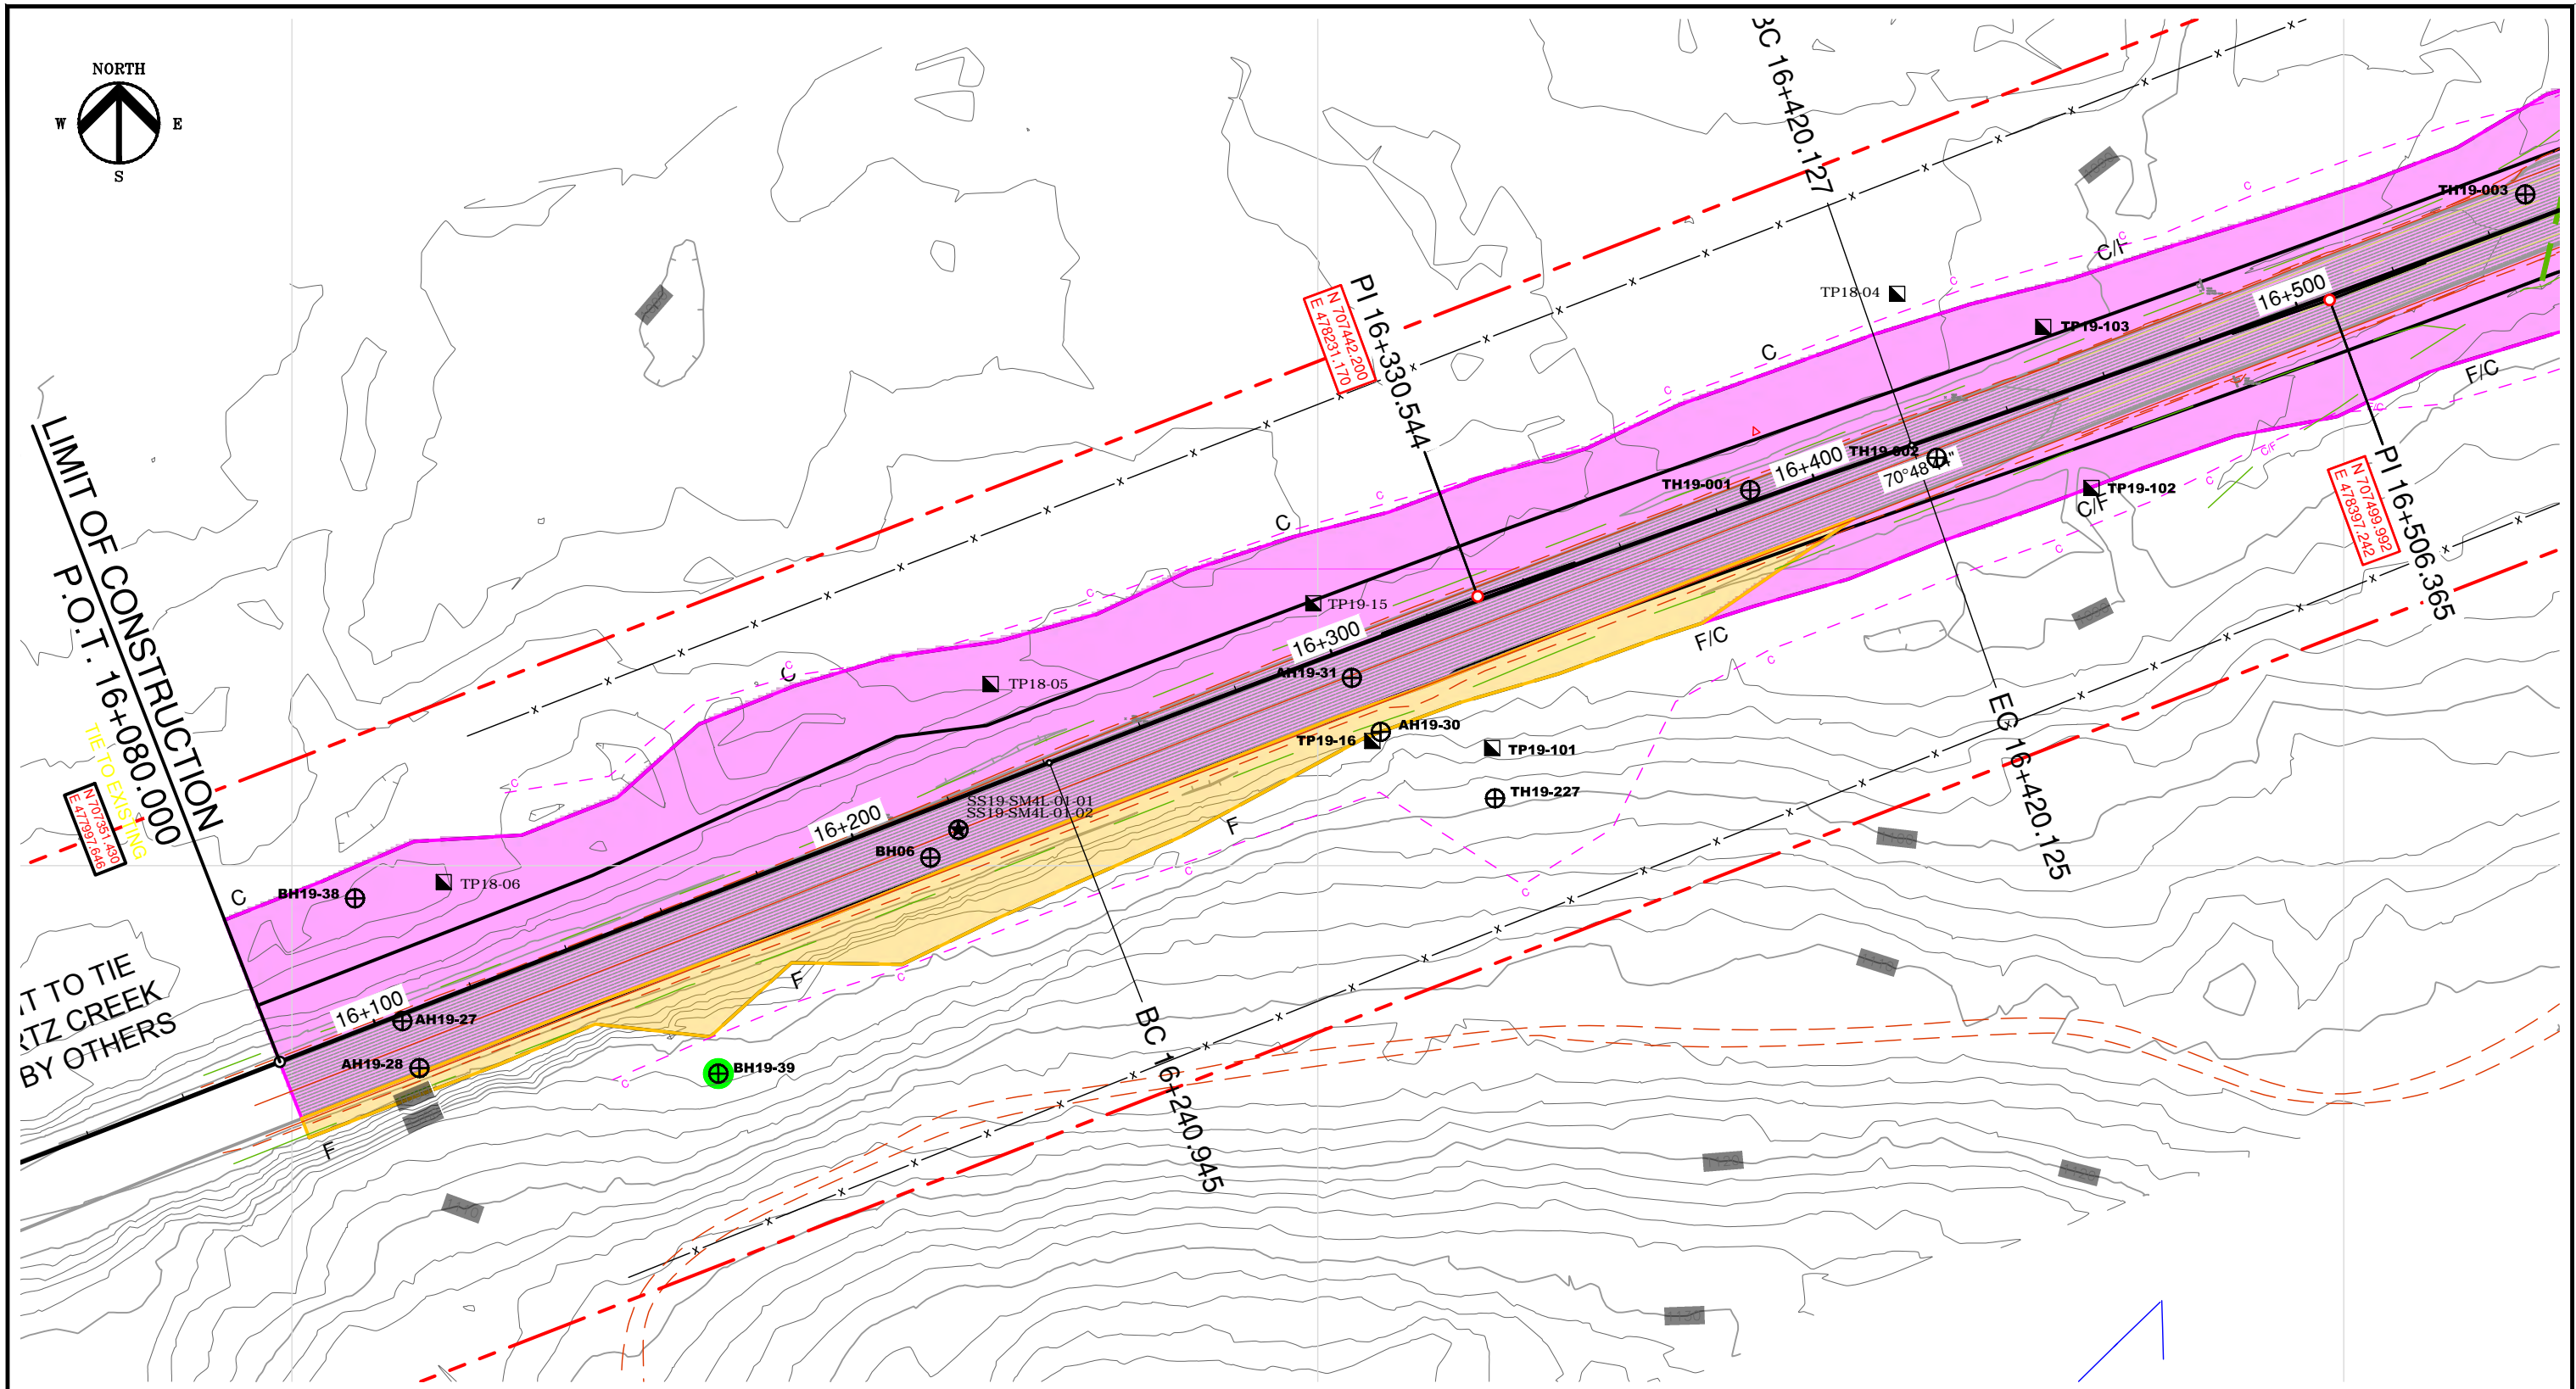 NORTH
W E
S
LIMIT OF CONSTRUCTION
P.O.T. 16+080.000
TIE TO EXISTING
N 707351.430
E 477997.646
IT TO TIE
RTZ CREEK
BY OTHERS
BC 16+420.127
PI 16+330.544
N 707442.200
E 478231.170
TH19-003
TP18-04
TP19-103
C/F
C
16+500
F/C
TH19-002
16+400
TH19-001
TP19-102
C/F
PI 16+506.365
N 707499.992
E 478397.242
C
TP19-15
16+300
F/C
C
TP18-05
AH19-31
AH19-30
TP19-16
TP19-101
TH19-227
EC 16+420.125
SS19-SM4L-01-01
SS19-SM4L-01-02
16+200
BH06
F
C
BH19-38
TP18-06
F
16+100
AH19-27
AH19-28
BH19-39
BC 16+240.945
F